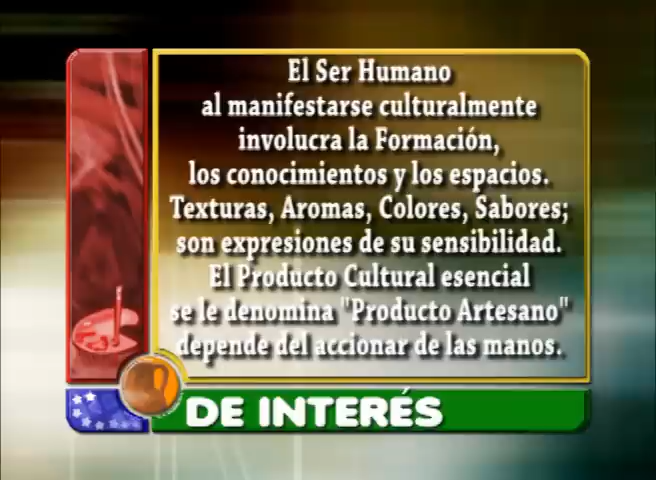 El Ser Humano
al manifestarse culturalmente
involucra la Formación,
los conocimientos y los espacios.
Texturas, Aromas, Colores, Sabores;
son expresiones de su sensibilidad.
El Producto Cultural esencial
se le denomina "Producto Artesano"
depende del accionar de las manos.
DE INTERÉS